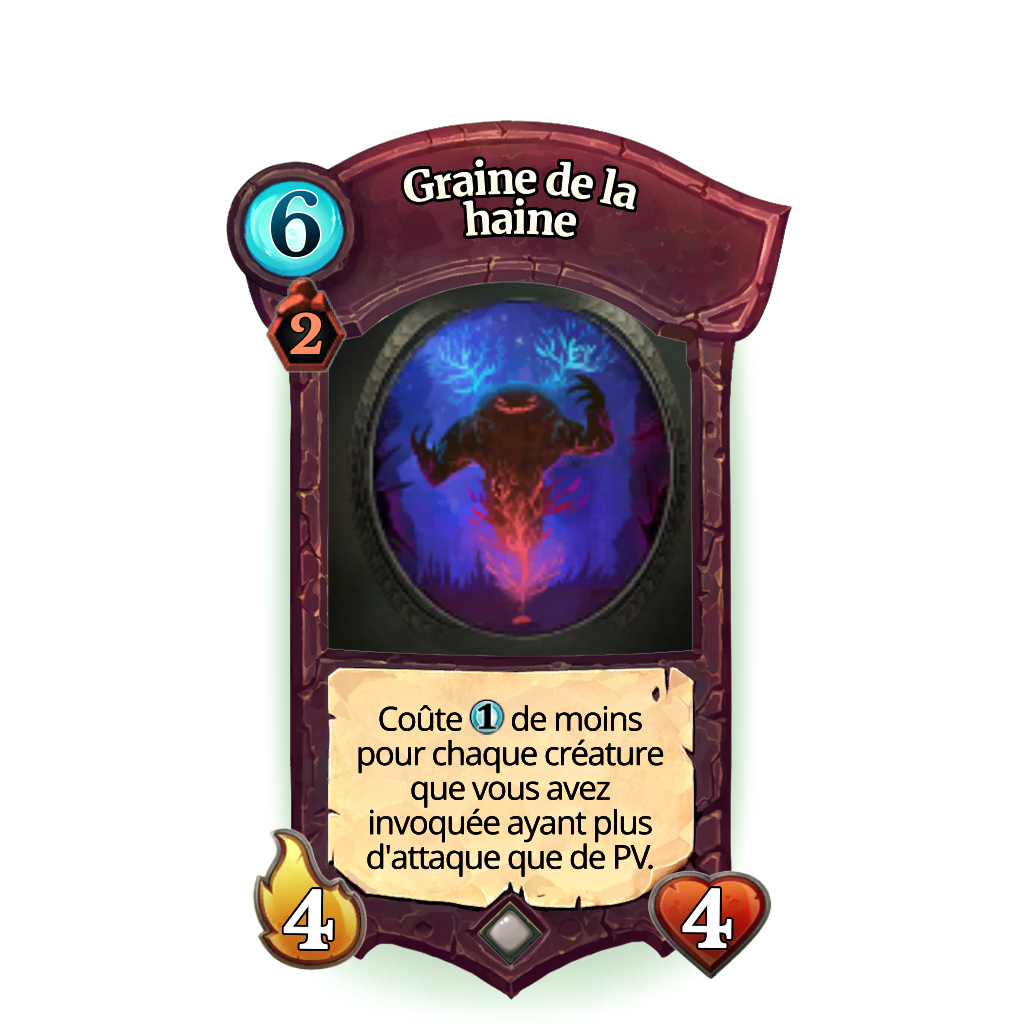 Graine de la
haine
6
2
Coûte 1 de moins
pour chaque créature
que vous avez
invoquée ayant plus
d'attaque que de PV.
4
4